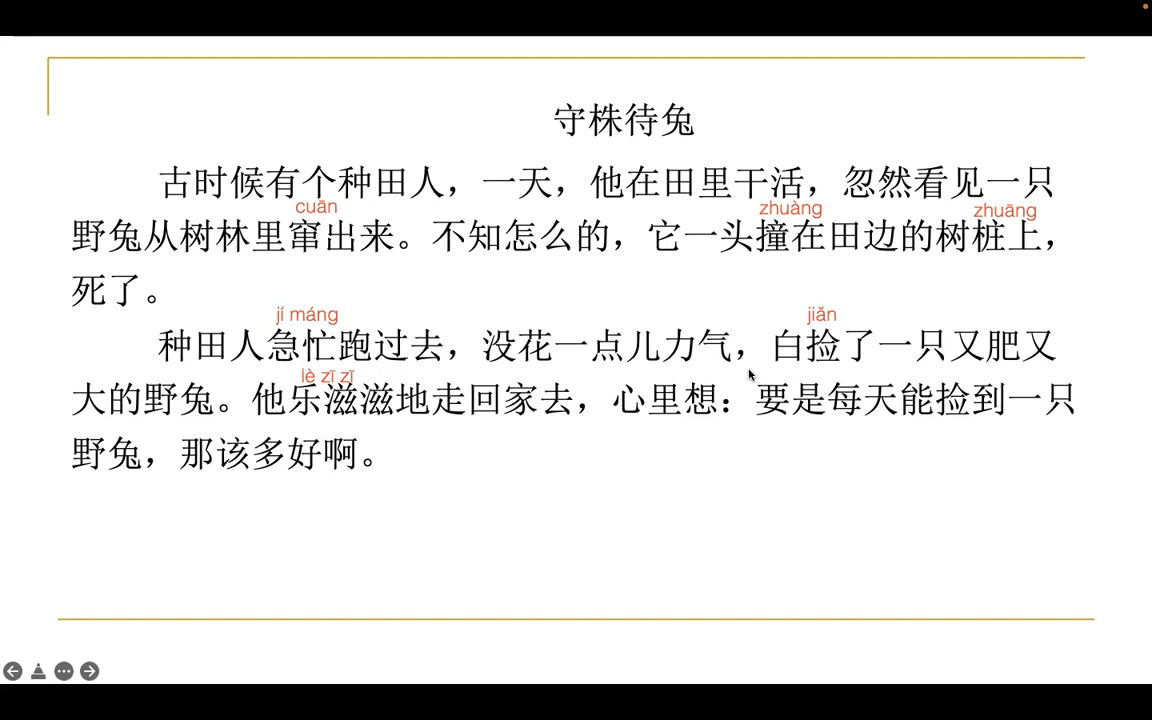 守株待兔
古时候有个种田人，一天，他在田里干活，忽然看见一只
cuān zhuàng zhuāng
野兔从树林里窜出来。不知怎么的，它一头撞在田边的树桩上，
死了。
jí máng jiǎn
种田人急忙跑过去，没花一点儿力气，白捡了一只又肥又
lè zī zī
大的野兔。他乐滋滋地走回家去，心里想：要是每天能捡到一只
野兔，那该多好啊。